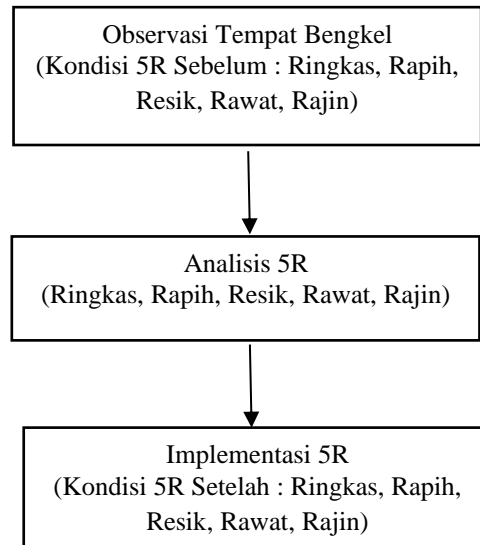 Observasi Tempat Bengkel
(Kondisi 5R Sebelum : Ringkas, Rapih,
Resik, Rawat, Rajin)
Analisis 5R
(Ringkas, Rapih, Resik, Rawat, Rajin)
Implementasi 5R
(Kondisi 5R Setelah : Ringkas, Rapih,
Resik, Rawat, Rajin)